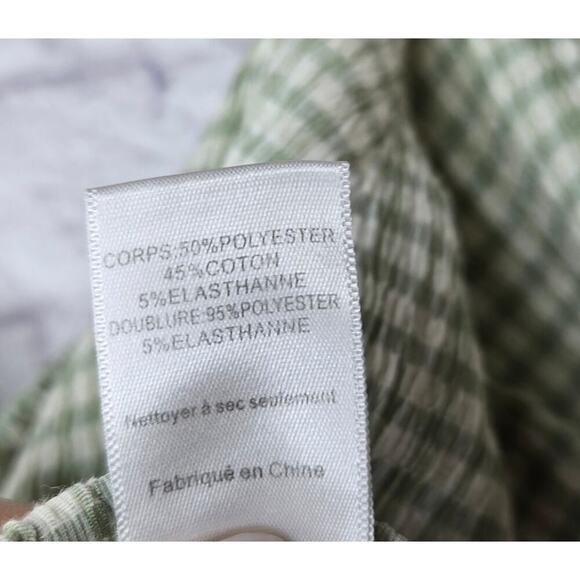 CORPS:50%POLYESTER
45%COTON
5%ELASTHANNE
DOUBLURE:95%POLYESTER
5%ELASTHANNE
Nettoyer à sec seulement
Fabriqué en Chine